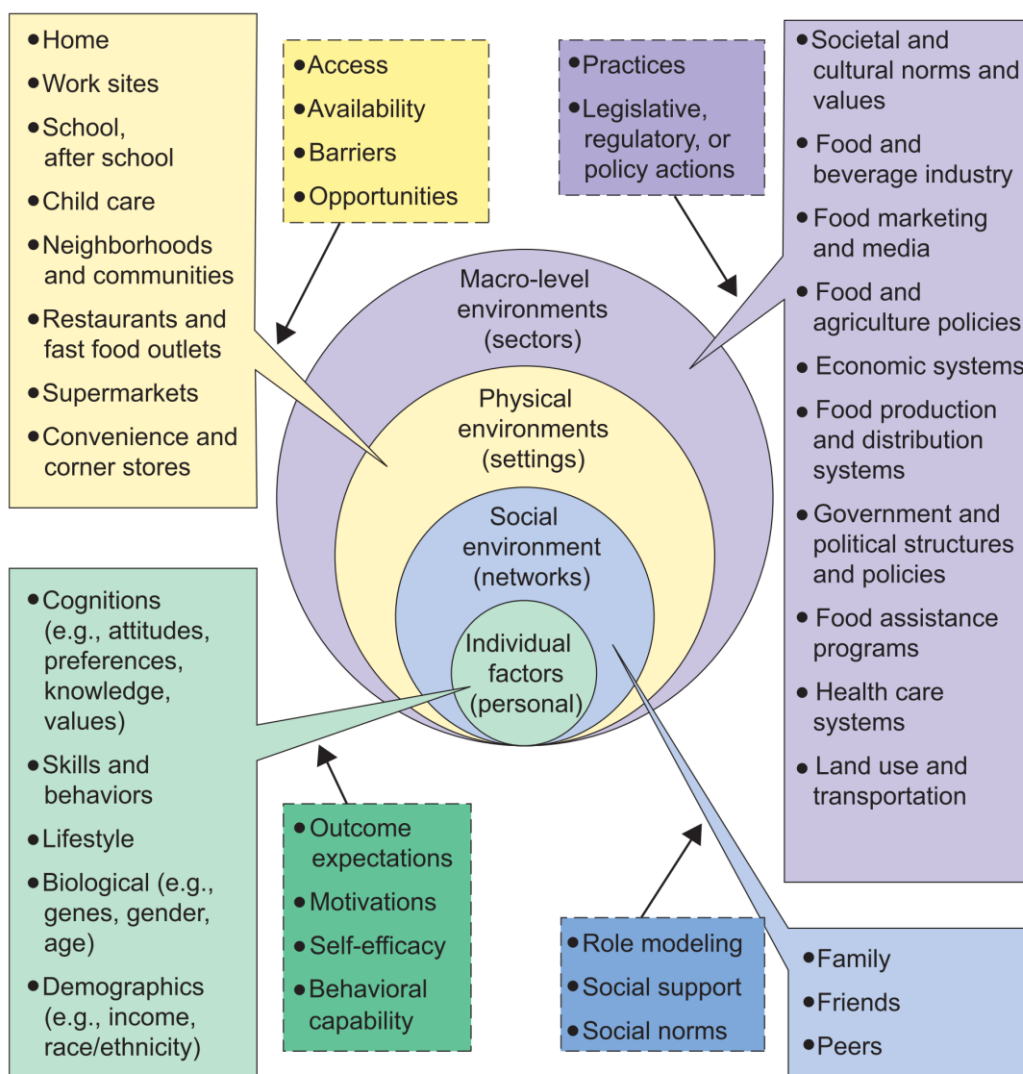 ● Home
● Work sites
● School,
after school
● Child care
● Neighborhoods
and communities
● Restaurants and
fast food outlets
● Supermarkets
● Convenience and
corner stores
● Access
● Availability
● Barriers
● Opportunities
● Practices
● Legislative,
regulatory, or
policy actions
● Societal and
cultural norms and
values
● Food and
beverage industry
● Food marketing
and media
● Food and
agriculture policies
● Economic systems
● Food production
and distribution
systems
● Government and
political structures
and policies
● Food assistance
programs
● Health care
systems
● Land use and
transportation
Macro-level
environments
(sectors)
Physical
environments
(settings)
Social
environment
(networks)
Individual
factors
(personal)
● Cognitions
(e.g., attitudes,
preferences,
knowledge,
values)
● Skills and
behaviors
● Lifestyle
● Biological (e.g.,
genes, gender,
age)
● Demographics
(e.g., income,
race/ethnicity)
● Outcome
expectations
● Motivations
● Self-efficacy
● Behavioral
capability
● Role modeling
● Social support
● Social norms
● Family
● Friends
● Peers